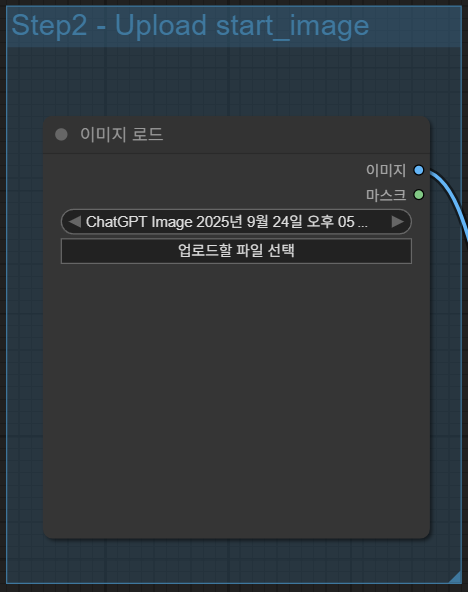 Step2 - Upload start_image
이미지 로드
이미지
마스크
ChatGPT Image 2025년 9월 24일 오후 05 ...
업로드할 파일 선택